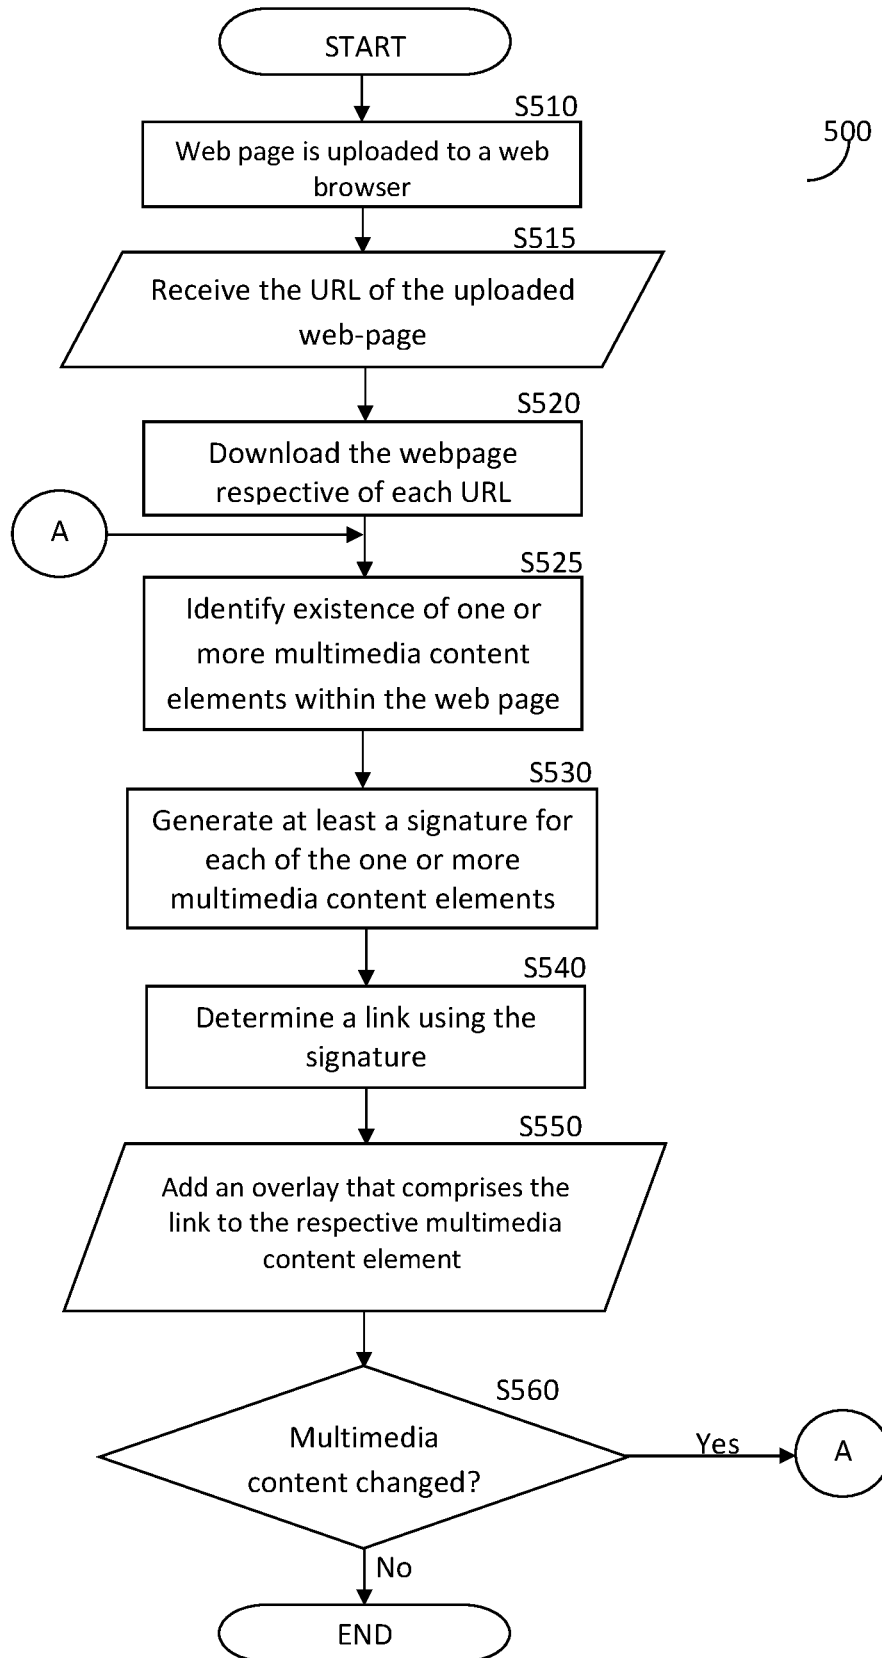 START
S510
500
Web page is uploaded to a web
browser
S515
Receive the URL of the uploaded
web-page
S520
Download the webpage
respective of each URL
A
S525
Identify existence of one or
more multimedia content
elements within the web page
S530
Generate at least a signature for
each of the one or more
multimedia content elements
S540
Determine a link using the
signature
S550
Add an overlay that comprises the
link to the respective multimedia
content element
S560
Multimedia
content changed?
Yes
A
No
END